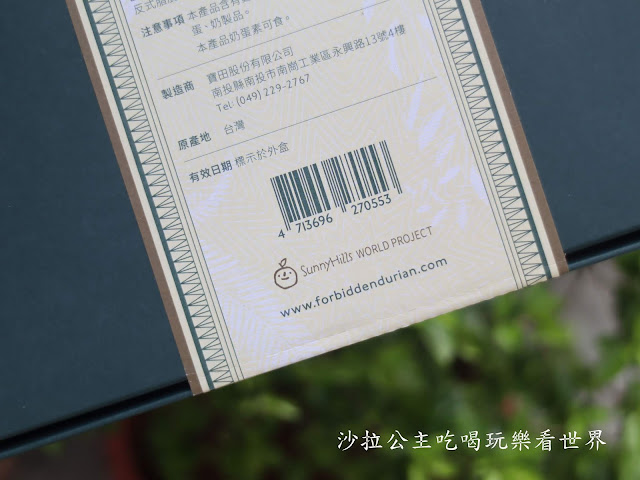 反式脂肪
注意事項 本產品含有
蛋、奶製品。
本產品奶蛋素可食。
製造商 寶田股份有限公司
南投縣南投市南崗工業區永興路13號4樓
Tel: (049) 229-2767
原產地 台灣
有效日期 標示於外盒
4 713696 270553
SunnyHills WORLD PROJECT
www.forbiddendurian.com
沙拉公主吃喝玩樂看世界